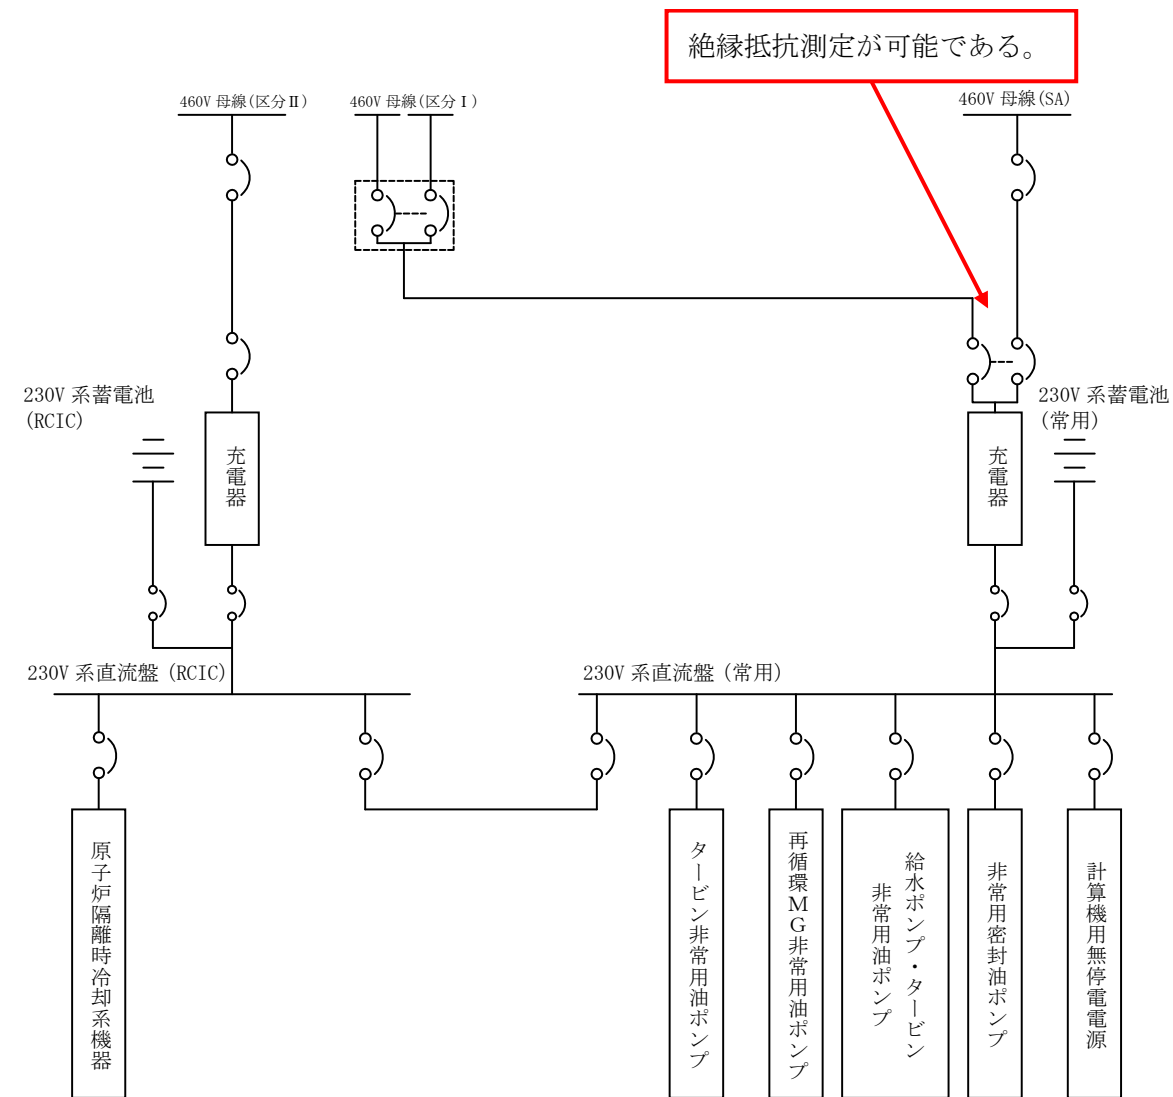 絶縁抵抗測定が可能である。
460V 母線(区分Ⅱ)
460V 母線(区分Ⅰ)
460V 母線(SA)
230V 系蓄電池
(RCIC)
230V 系蓄電池
(常用)
充電器
充電器
230V 系直流盤 (RCIC)
230V 系直流盤 (常用)
原子炉隔離時冷却系機器
タービン非常用油ポンプ
再循環MG非常用油ポンプ
給水ポンプ・タービン
非常用油ポンプ
非常用密封油ポンプ
計算機用無停電電源